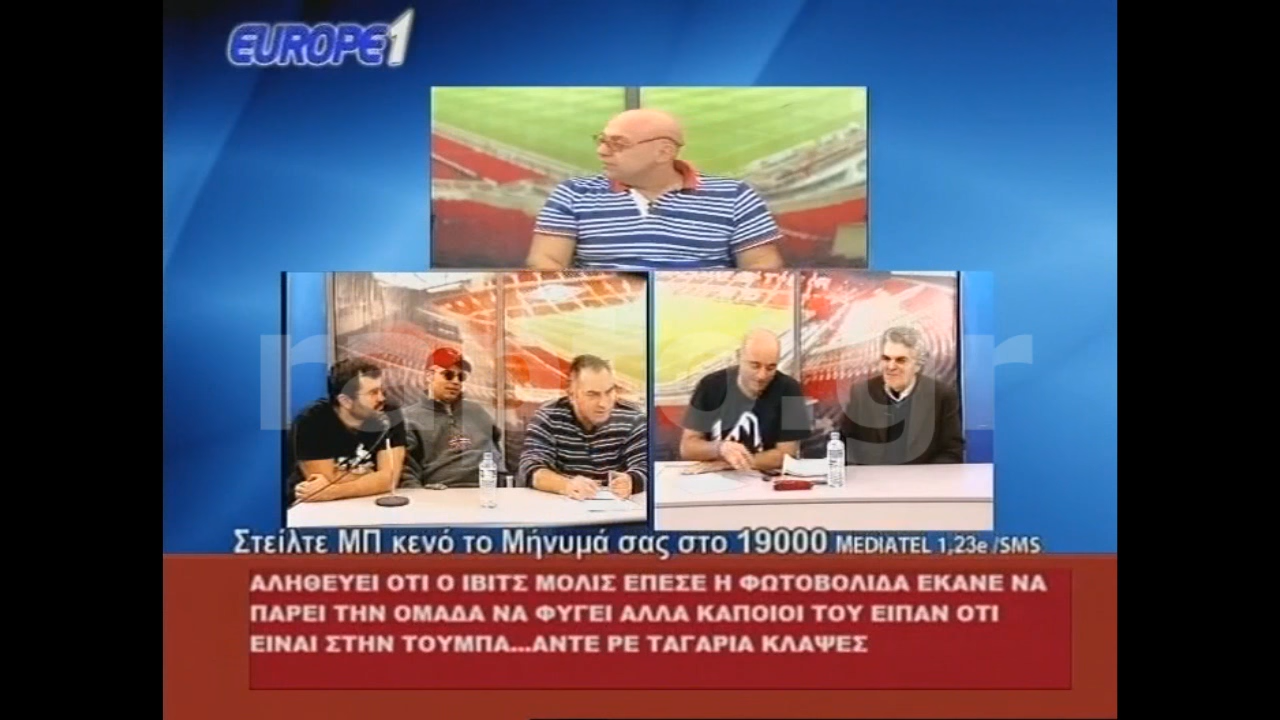 EUROPE1
radio.gr
Στείλτε ΜΠ κενό το Μήνυμά σας στο 19000 MEDIATEL 1,23e /SMS
ΑΛΗΘΕΥΕΙ ΟΤΙ Ο ΙΒΙΤΣ ΜΟΛΙΣ ΕΠΕΣΕ Η ΦΩΤΟΒΟΛΙΔΑ ΕΚΑΝΕ ΝΑ
ΠΑΡΕΙ ΤΗΝ ΟΜΑΔΑ ΝΑ ΦΥΓΕΙ ΑΛΛΑ ΚΑΠΟΙΟΙ ΤΟΥ ΕΙΠΑΝ ΟΤΙ
ΕΙΝΑΙ ΣΤΗΝ ΤΟΥΜΠΑ...ΑΝΤΕ ΡΕ ΤΑΓΑΡΙΑ ΚΛΑΨΕΣ